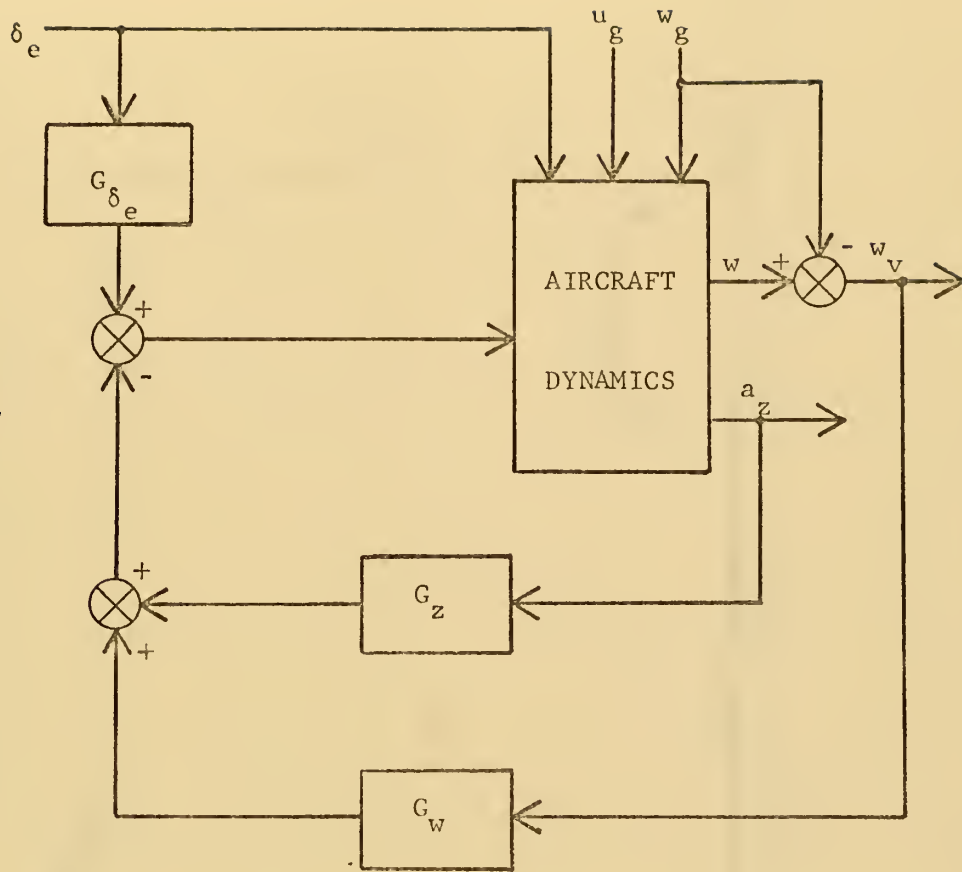 δe
ug
wg
Gδe
+
-
AIRCRAFT
DYNAMICS
w
+
-
wv
az
+
+
Gz
Gw